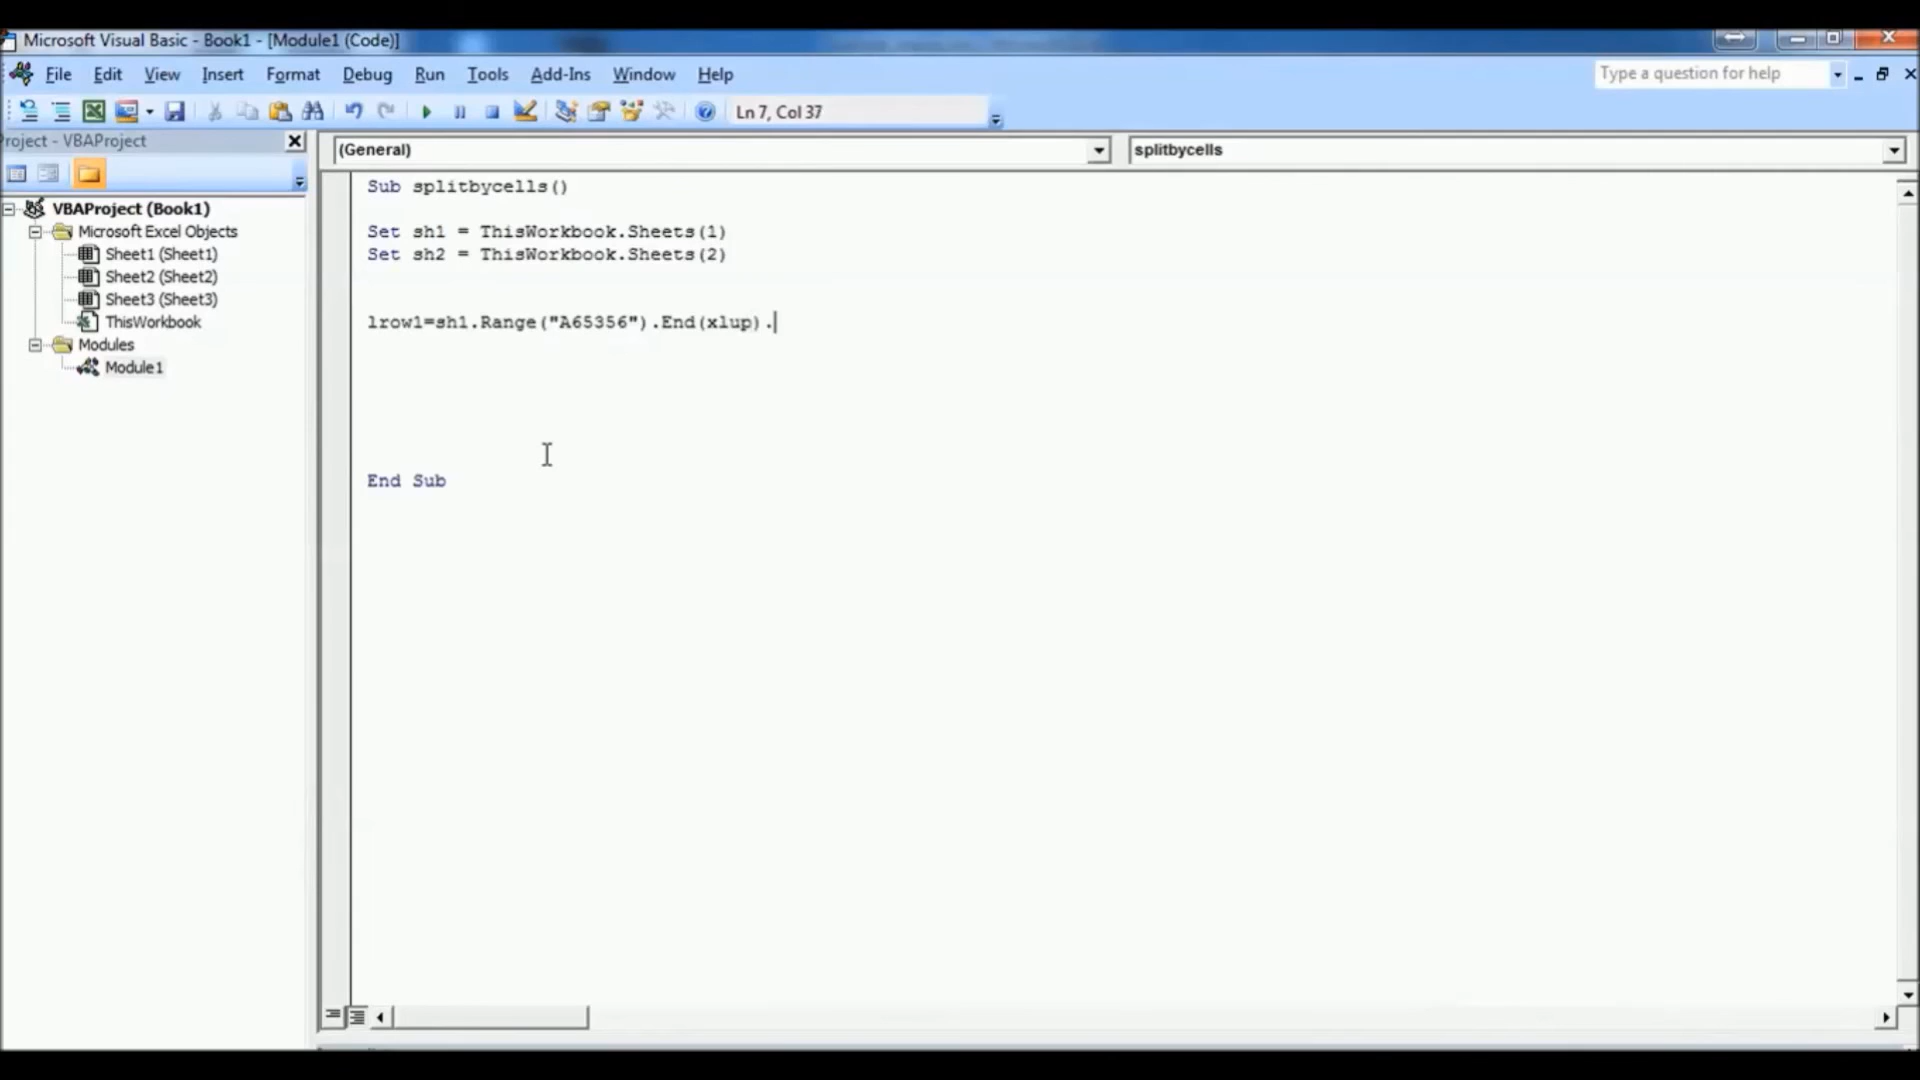 Microsoft Visual Basic - Book1 - [Module1 (Code)]
File Edit View Insert Format Debug Run Tools Add-Ins Window Help
Type a question for help
Ln 7, Col 37
roject - VBAProject
(General)
splitbycells
VBAProject (Book1)
Microsoft Excel Objects
Sheet1 (Sheet1)
Sheet2 (Sheet2)
Sheet3 (Sheet3)
ThisWorkbook
Modules
Module1
Sub splitbycells()
Set sh1 = ThisWorkbook.Sheets(1)
Set sh2 = ThisWorkbook.Sheets(2)
lrow1=sh1.Range("A65356").End(xlup).
End Sub